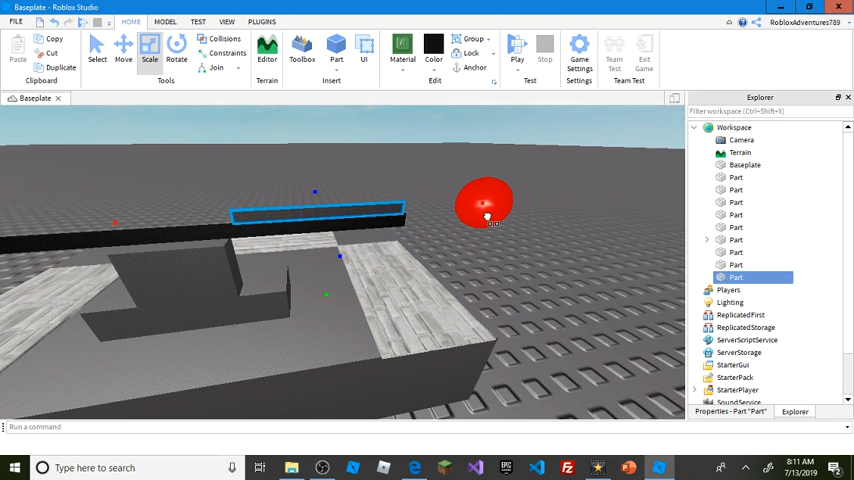 Baseplate - Roblox Studio
FILE HOME MODEL TEST VIEW PLUGINS RobloxAdventures789
Paste Copy Cut Duplicate Clipboard
Select Move Scale Rotate Collisions Constraints Join Tools
Editor Terrain
Toolbox Part UI Insert
Material Color Group Lock Anchor Edit
Play Stop Test
Game Settings Settings
Team Test Exit Game Team Test
Baseplate
Explorer
Filter workspace (Ctrl+Shift+X)
Workspace
Camera
Terrain
Baseplate
Part
Part
Part
Part
Part
Part
Part
Part
Part
Players
Lighting
ReplicatedFirst
ReplicatedStorage
ServerScriptService
ServerStorage
StarterGui
StarterPack
StarterPlayer
SoundService
Properties - Part "Part" Explorer
Run a command
Type here to search
EPIC
GAMES
Fz
8:11 AM
7/13/2019
2